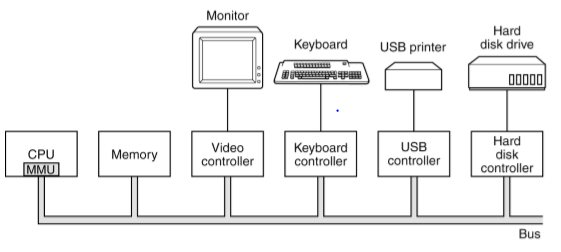 Monitor
Keyboard
USB printer
Hard
disk drive
CPU
MMU
Memory
Video
controller
Keyboard
controller
USB
controller
Hard
disk
controller
Bus